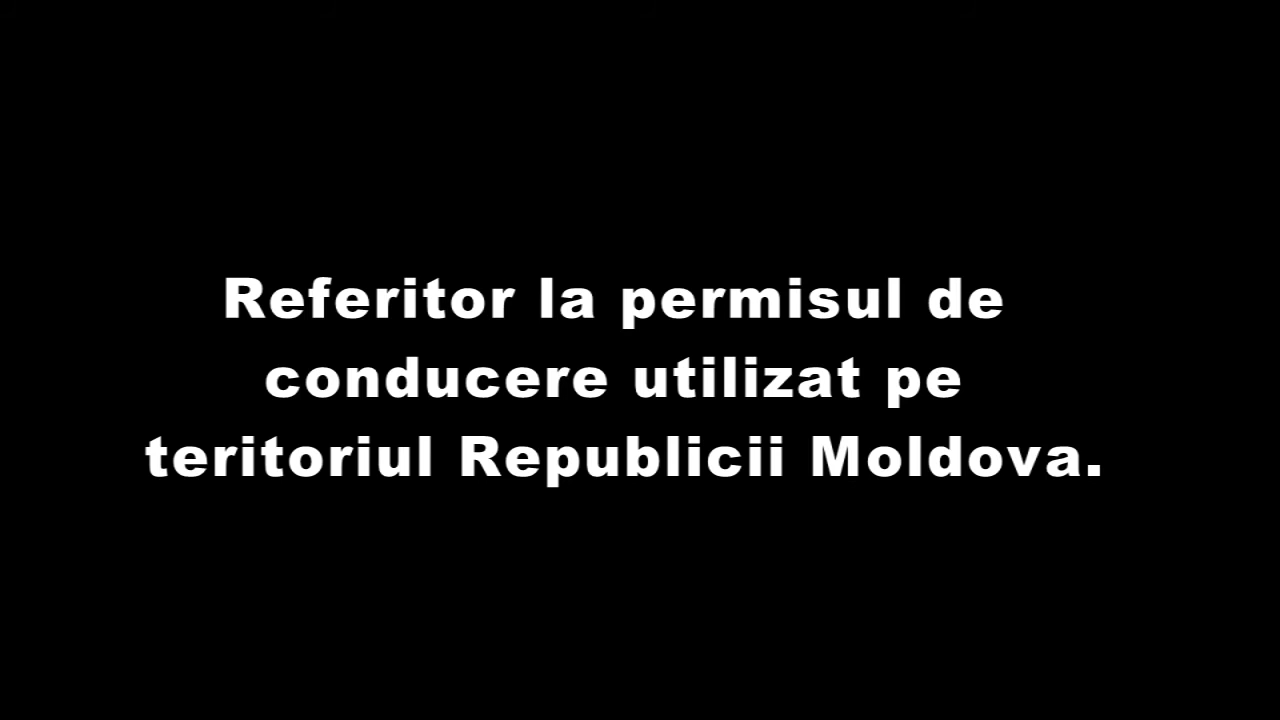 Referitor la permisul de
conducere utilizat pe
teritoriul Republicii Moldova.